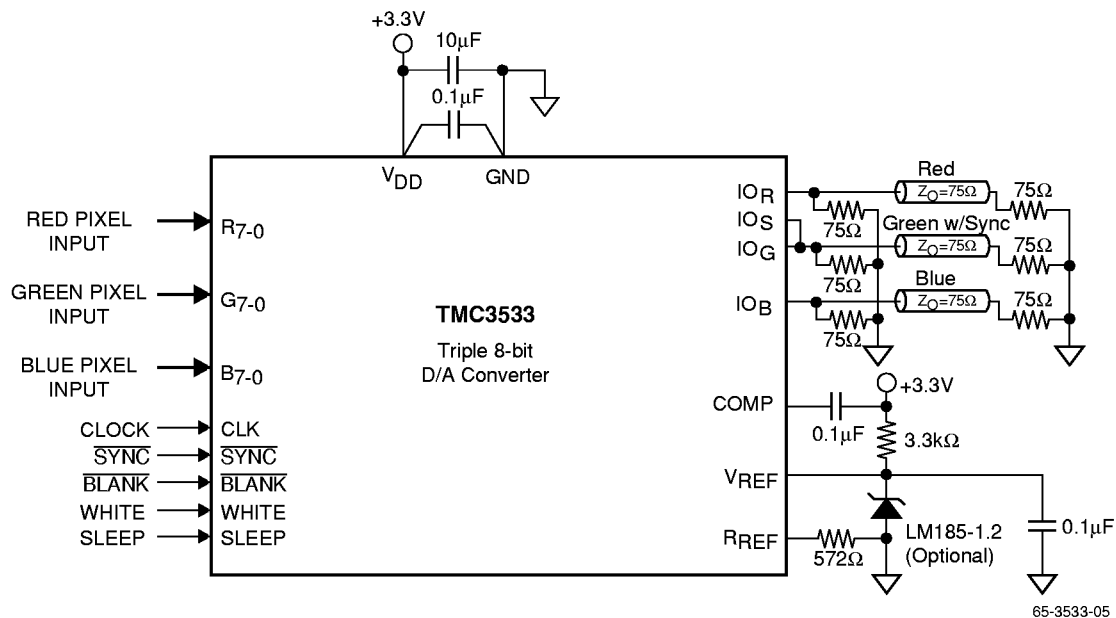 +3.3V
10µF
0.1µF
VDD
GND
RED PIXEL
INPUT
R7-0
GREEN PIXEL
INPUT
G7-0
BLUE PIXEL
INPUT
B7-0
CLOCK
CLK
SYNC
SYNC
BLANK
BLANK
WHITE
WHITE
SLEEP
SLEEP
TMC3533
Triple 8-bit
D/A Converter
IOR
Red
ZO=75Ω
75Ω
75Ω
IOS
Green w/Sync
IOG
ZO=75Ω
75Ω
75Ω
Blue
IOB
ZO=75Ω
75Ω
75Ω
+3.3V
COMP
0.1µF
3.3kΩ
VREF
LM185-1.2
(Optional)
0.1µF
RREF
572Ω
65-3533-05